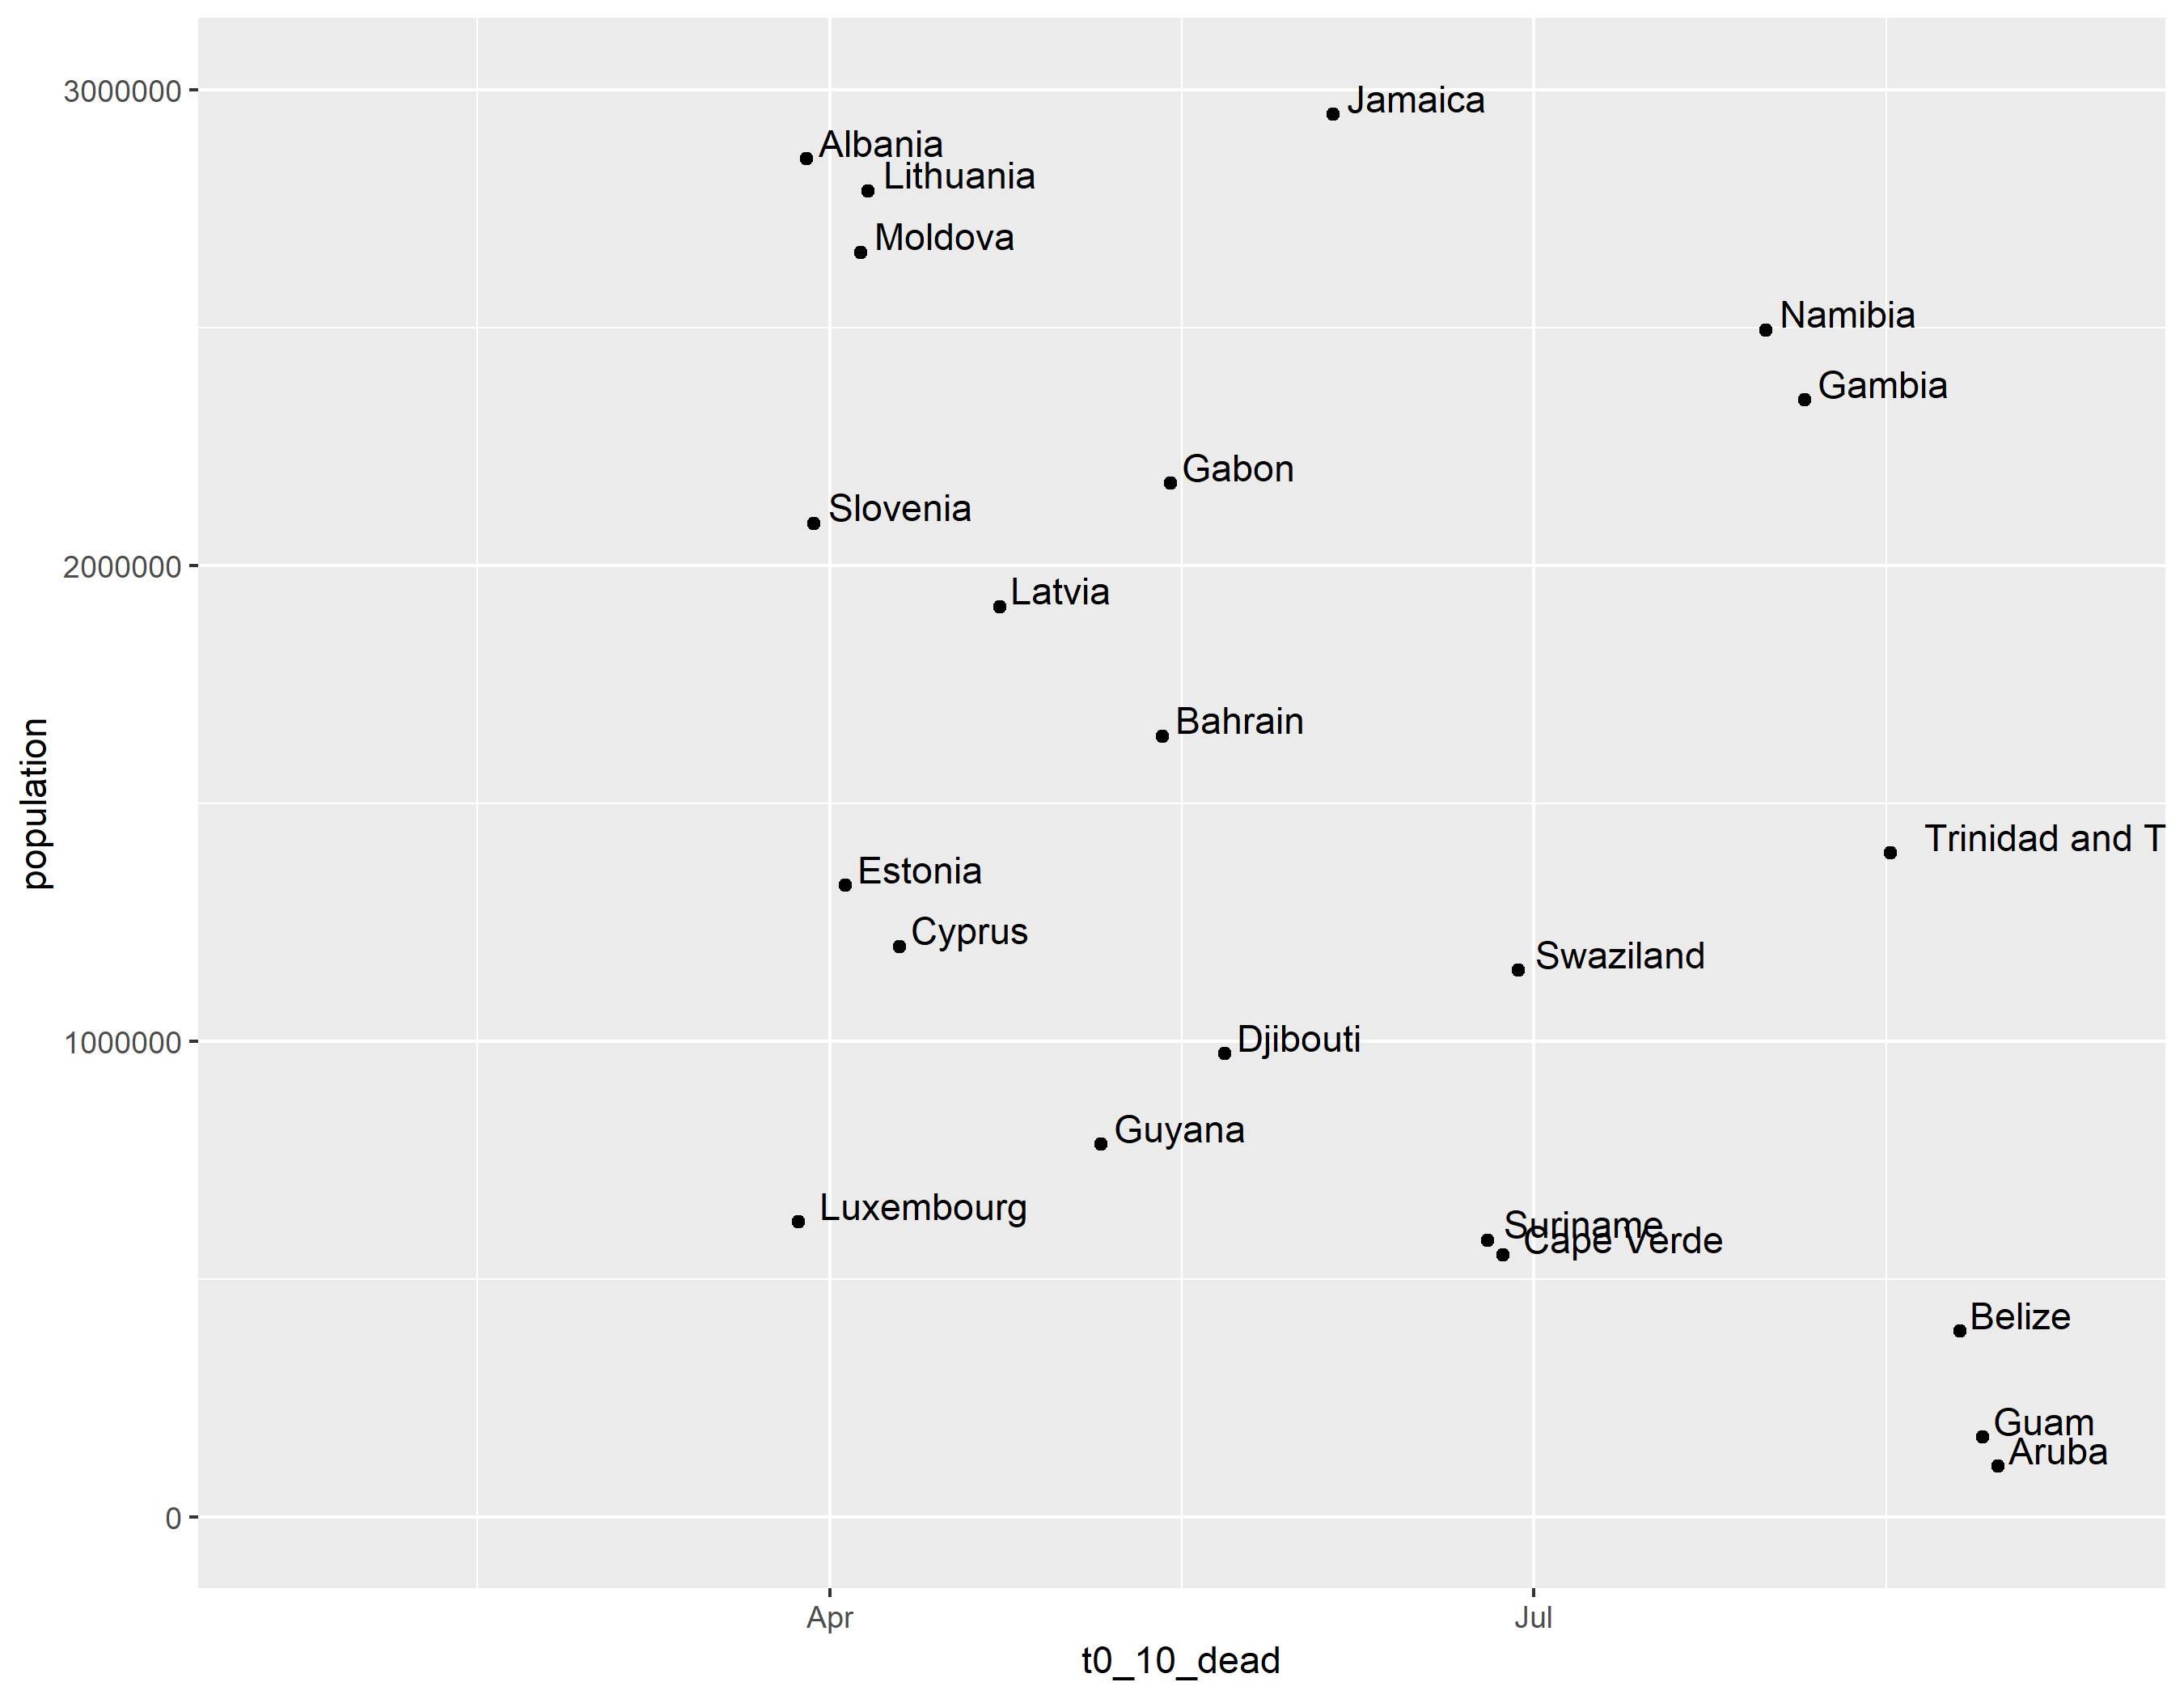 3000000
Jamaica
Albania
Lithuania
Moldova
Namibia
Gambia
Gabon
Slovenia
2000000
Latvia
Bahrain
population
Trinidad and T
Estonia
Cyprus
Swaziland
1000000
Djibouti
Guyana
Luxembourg
Suriname
Cape Verde
Belize
Guam
Aruba
0
Apr
Jul
t0_10_dead